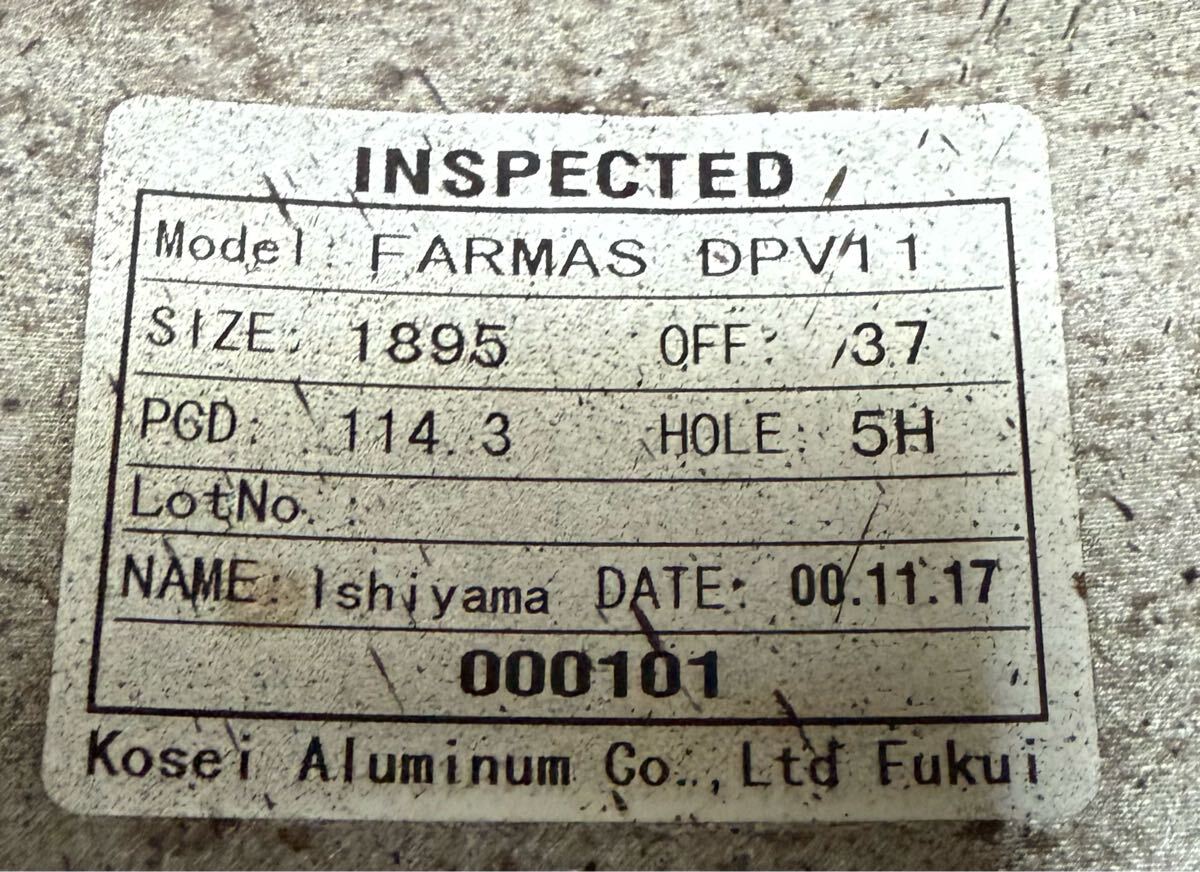 INSPECTED
Model: FARMAS DPV11
SIZE: 1895 OFF: 37
PCD: 114.3 HOLE: 5H
LotNo.:
NAME: Ishiyama DATE: 00.11.17
000101
Kosei Aluminum Co.,Ltd Fukui